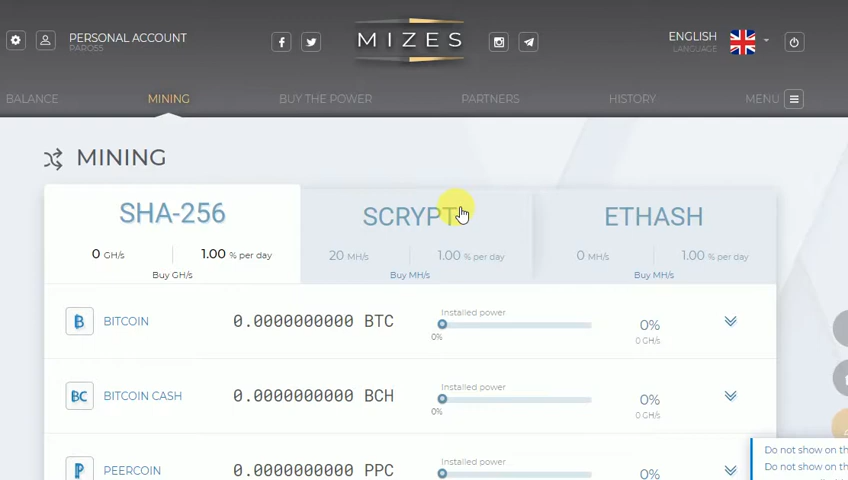 PERSONAL ACCOUNT
PARO55
MIZES
ENGLISH
LANGUAGE
BALANCE
MINING
BUY THE POWER
PARTNERS
HISTORY
MENU
MINING
SHA-256
SCRYPT
ETHASH
0 GH/s
1.00 % per day
20 MH/s
1.00 % per day
0 MH/s
1.00 % per day
Buy GH/s
Buy MH/s
Buy MH/s
BITCOIN
0.0000000000 BTC
Installed power
0%
0%
0 GH/s
BITCOIN CASH
0.0000000000 BCH
Installed power
0%
0%
0 GH/s
PEERCOIN
0.0000000000 PPC
Installed power
0%
Do not show on th
Do not show on the